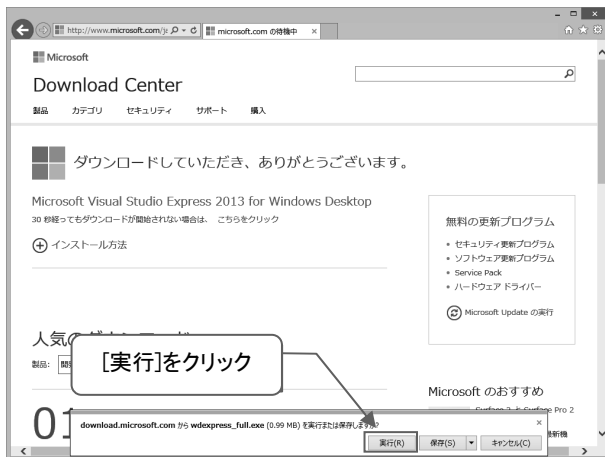 http://www.microsoft.com/ja
microsoft.com の待機中
Microsoft
Download Center
製品 カテゴリ セキュリティ サポート 購入
ダウンロードしていただき、ありがとうございます。
Microsoft Visual Studio Express 2013 for Windows Desktop
30 秒経ってもダウンロードが開始されない場合は、 こちらをクリック
インストール方法
無料の更新プログラム
• セキュリティ更新プログラム
• ソフトウェア更新プログラム
• Service Pack
• ハードウェア ドライバー
Microsoft Update の実行
人気の
製品:
[実行]をクリック
Microsoft のおすすめ
Surface 2 と Surface Pro 2
最新機
download.microsoft.com から wdexpress_full.exe (0.99 MB) を実行または保存しますか?
実行(R) 保存(S) キャンセル(C)